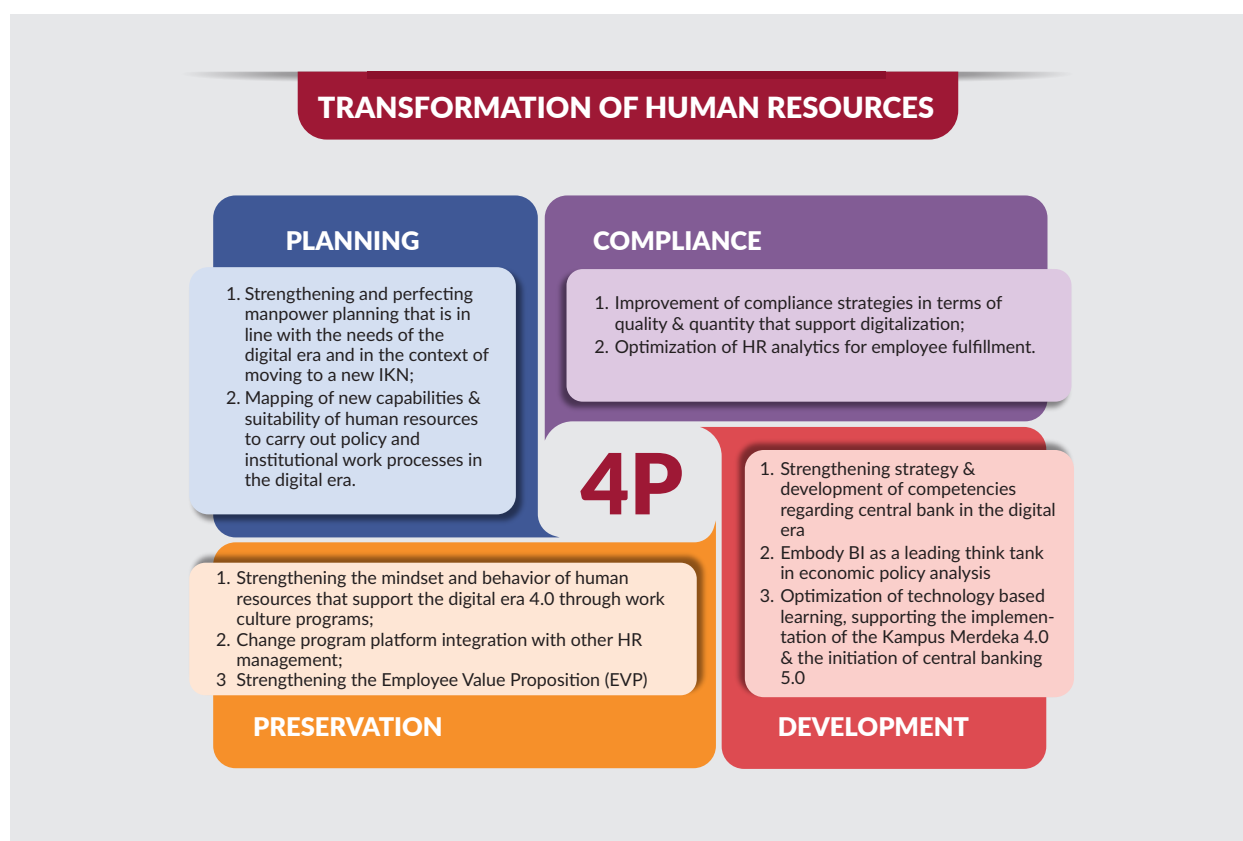 TRANSFORMATION OF HUMAN RESOURCES
PLANNING
1. Strengthening and perfecting
manpower planning that is in
line with the needs of the
digital era and in the context of
moving to a new IKN;
2. Mapping of new capabilities &
suitability of human resources
to carry out policy and
institutional work processes in
the digital era.
COMPLIANCE
1. Improvement of compliance strategies in terms of
quality & quantity that support digitalization;
2. Optimization of HR analytics for employee fulfillment.
4P
1. Strengthening the mindset and behavior of human
resources that support the digital era 4.0 through work
culture programs;
2. Change program platform integration with other HR
management;
3 Strengthening the Employee Value Proposition (EVP)
PRESERVATION
1. Strengthening strategy &
development of competencies
regarding central bank in the digital
era
2. Embody BI as a leading think tank
in economic policy analysis
3. Optimization of technology based
learning, supporting the implemen-
tation of the Kampus Merdeka 4.0
& the initiation of central banking
5.0
DEVELOPMENT